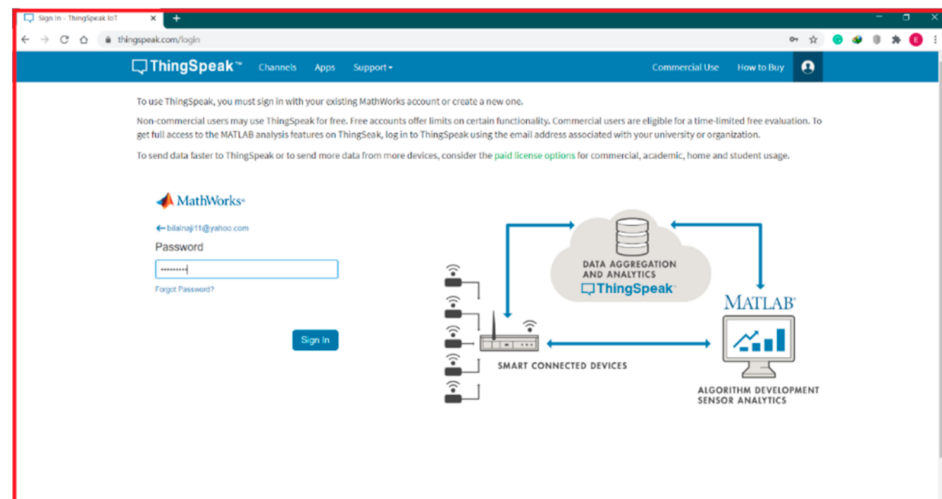 Sign In - ThingSpeak IoT
thingspeak.com/login
ThingSpeak™ Channels Apps Support Commercial Use How to Buy
To use ThingSpeak, you must sign in with your existing MathWorks account or create a new one.
Non-commercial users may use ThingSpeak for free. Free accounts offer limits on certain functionality. Commercial users are eligible for a time-limited free evaluation. To
get full access to the MATLAB analysis features on ThingSeak, log in to ThingSpeak using the email address associated with your university or organization.
To send data faster to ThingSpeak or to send more data from more devices, consider the paid license options for commercial, academic, home and student usage.
MathWorks®
bilainaji11@yahoo.com
Password
Forgot Password?
Sign In
DATA AGGREGATION
AND ANALYTICS
ThingSpeak™
MATLAB®
SMART CONNECTED DEVICES
ALGORITHM DEVELOPMENT
SENSOR ANALYTICS
E